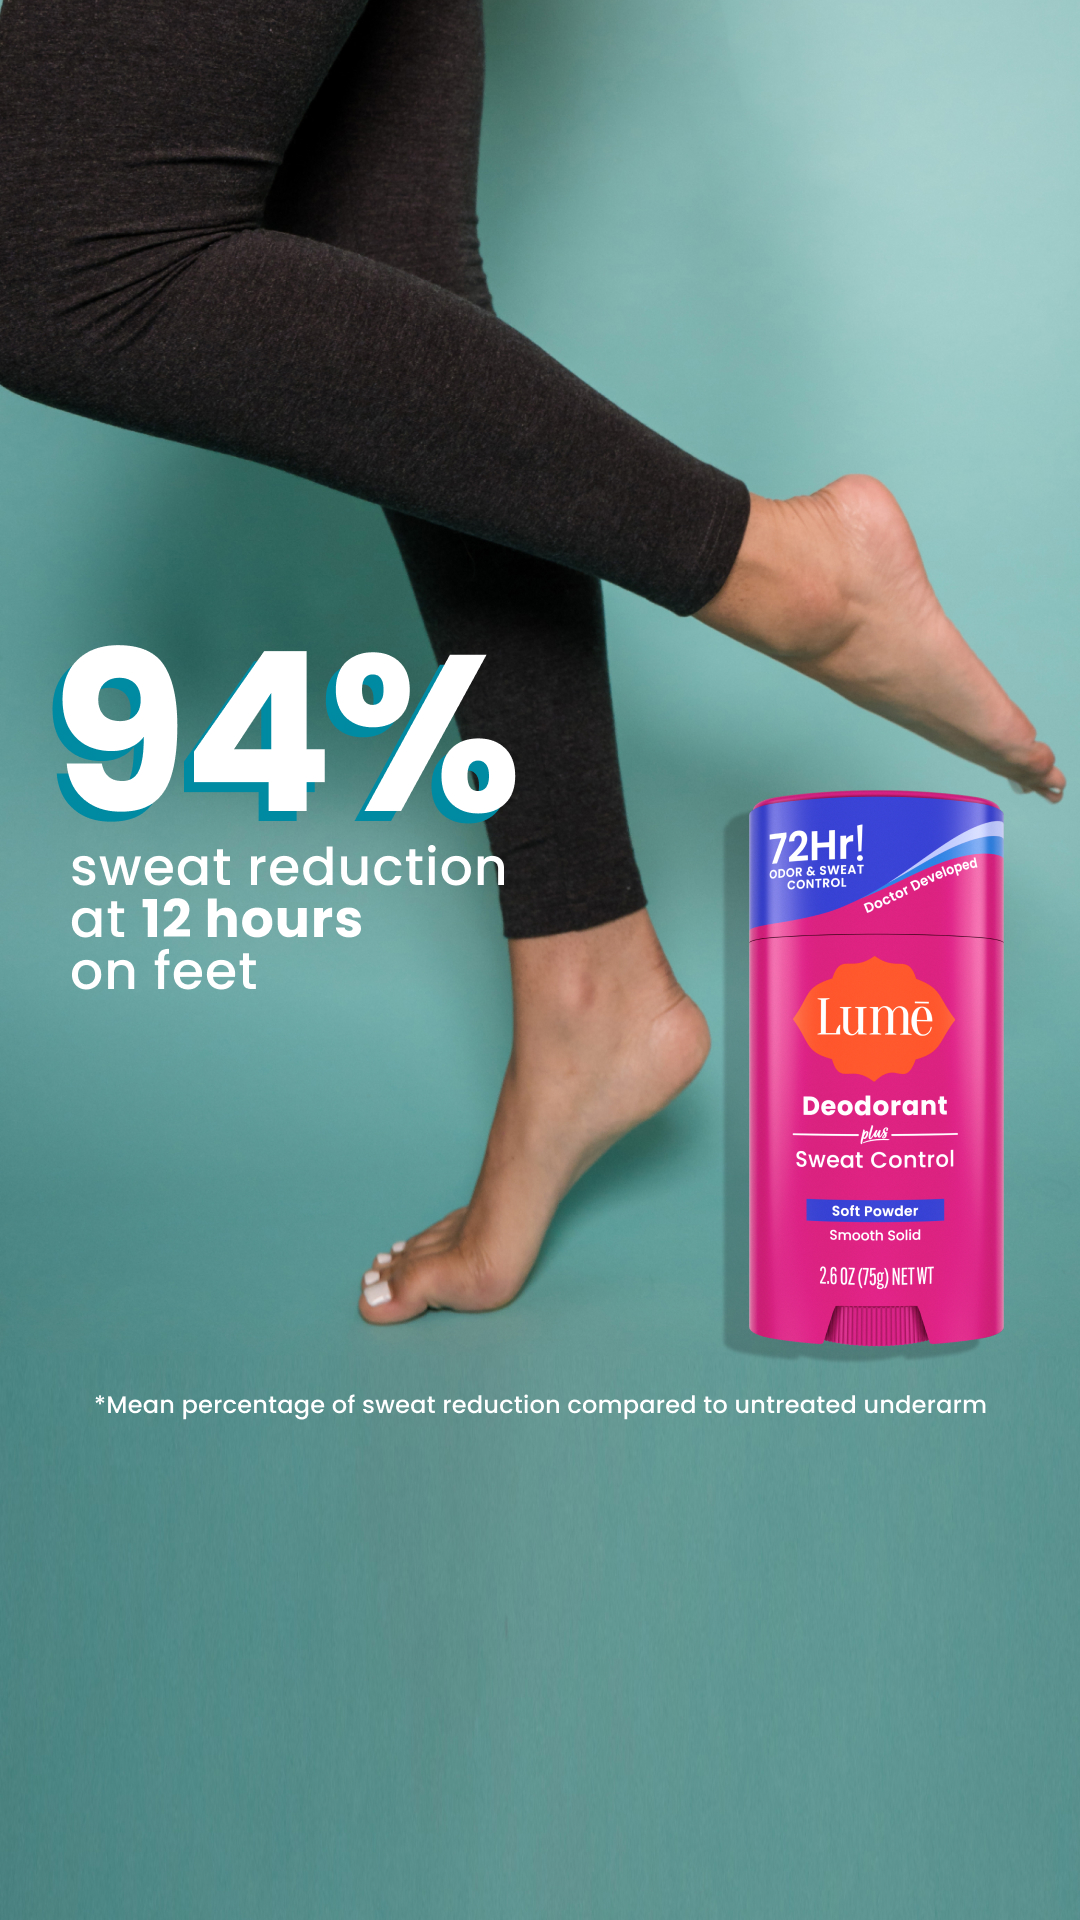 94%
sweat reduction
at 12 hours
on feet
72Hr!
ODOR & SWEAT
CONTROL
Doctor Developed
Lumē
Deodorant
plus
Sweat Control
Soft Powder
Smooth Solid
2.6 OZ (75g) NET WT
*Mean percentage of sweat reduction compared to untreated underarm